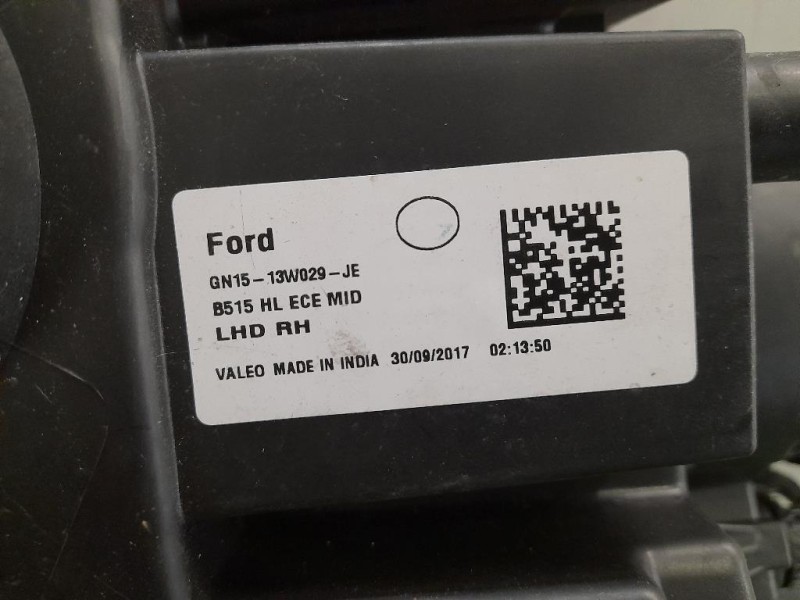 Ford
GN15-13W029-JE
B515 HL ECE MID
LHD RH
VALEO MADE IN INDIA 30/09/2017 02:13:50